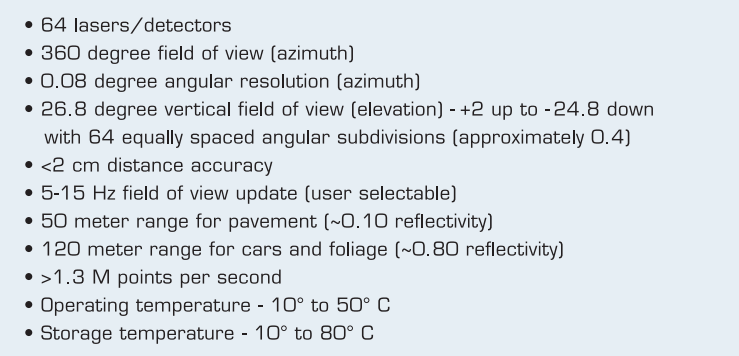 • 64 lasers/detectors
• 360 degree field of view (azimuth)
• 0.08 degree angular resolution (azimuth)
• 26.8 degree vertical field of view (elevation) - +2 up to -24.8 down
with 64 equally spaced angular subdivisions (approximately 0.4)
• <2 cm distance accuracy
• 5-15 Hz field of view update (user selectable)
• 50 meter range for pavement (~0.10 reflectivity)
• 120 meter range for cars and foliage (~0.80 reflectivity)
• >1.3 M points per second
• Operating temperature - 10° to 50° C
• Storage temperature - 10° to 80° C